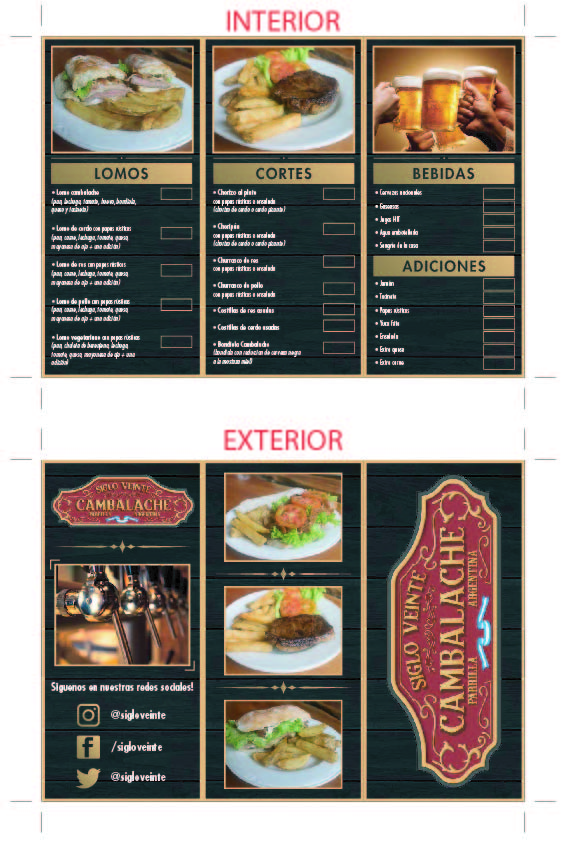 INTERIOR
LOMOS
• Lomo cambalache
(pan, lechuga, tomate, huevo, bondiola,
queso y tocineta)
• Lomo de cerdo con papas rústicas
(pan, carne, lechuga, tomate, queso,
mayonesa de ajo + una adición)
• Lomo de res con papas rústicas
(pan, carne, lechuga, tomate, queso,
mayonesa de ajo + una adición)
• Lomo de pollo con papas rústicas
(pan, carne, lechuga, tomate, queso,
mayonesa de ajo + una adición)
• Lomo vegetariano con papas rústicas
(pan, chuleta de berenjena, lechuga,
tomate, queso, mayonesa de ajo + una
adición)
CORTES
• Chorizo al plato
con papas rústicas o ensalada
(chorizo de cerdo o cerdo picante)
• Choripán
con papas rústicas o ensalada
(chorizo de cerdo o cerdo picante)
• Churrasco de res
con papas rústicas o ensalada
• Churrasco de pollo
con papas rústicas o ensalada
• Costillas de res asadas
• Costillas de cerdo asadas
• Bondiola Cambalache
(bondiola con reducción de cerveza negra
a la mostaza miel)
BEBIDAS
• Cervezas nacionales
• Gaseosas
• Jugos HIT
• Agua embotellada
• Sangría de la casa
ADICIONES
• Jamón
• Tocineta
• Papas rústicas
• Yuca frita
• Ensalada
• Extra queso
• Extra carne
EXTERIOR
SIGLO VEINTE
CAMBALACHE
PARRILLA ARGENTINA
Siguenos en nuestras redes sociales!
@sigloveinte
/sigloveinte
@sigloveinte
SIGLO VEINTE
CAMBALACHE
PARRILLA ARGENTINA